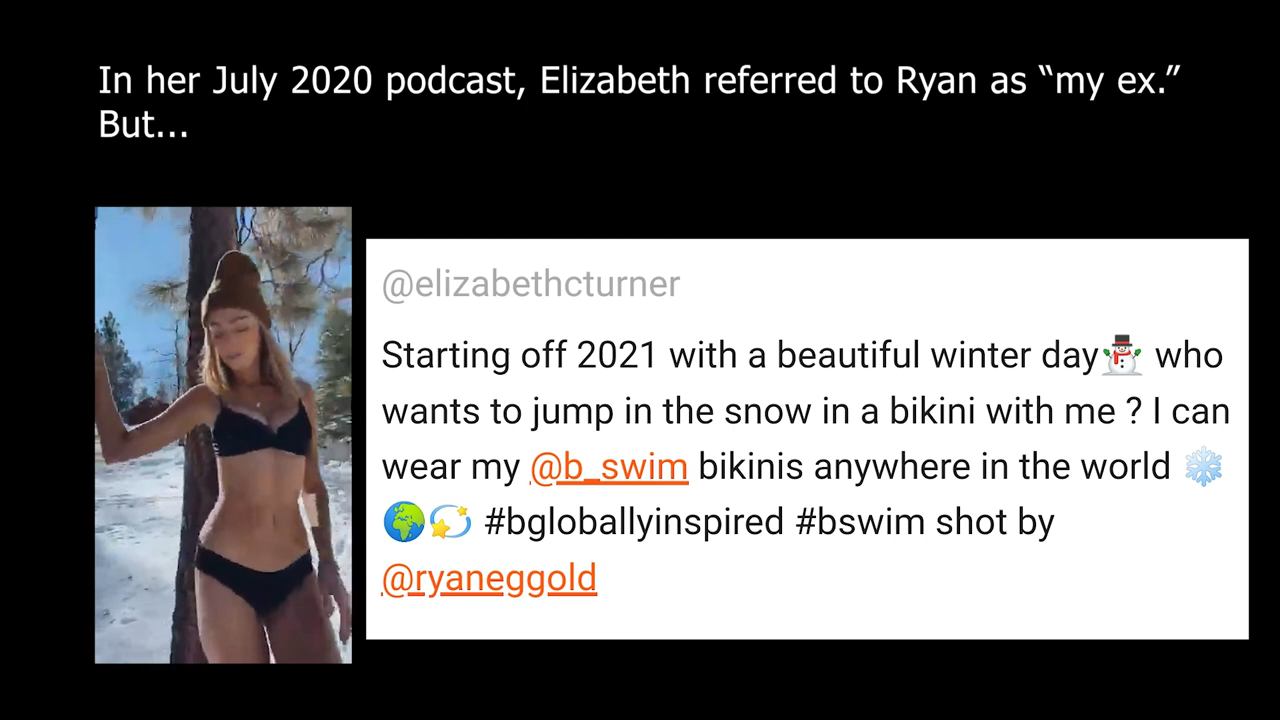 In her July 2020 podcast, Elizabeth referred to Ryan as “my ex.”
But...
@elizabethcturner
Starting off 2021 with a beautiful winter day⛄ who
wants to jump in the snow in a bikini with me ? I can
wear my @b_swim bikinis anywhere in the world ❄️
🌍💫 #bgloballyinspired #bswim shot by
@ryaneggold